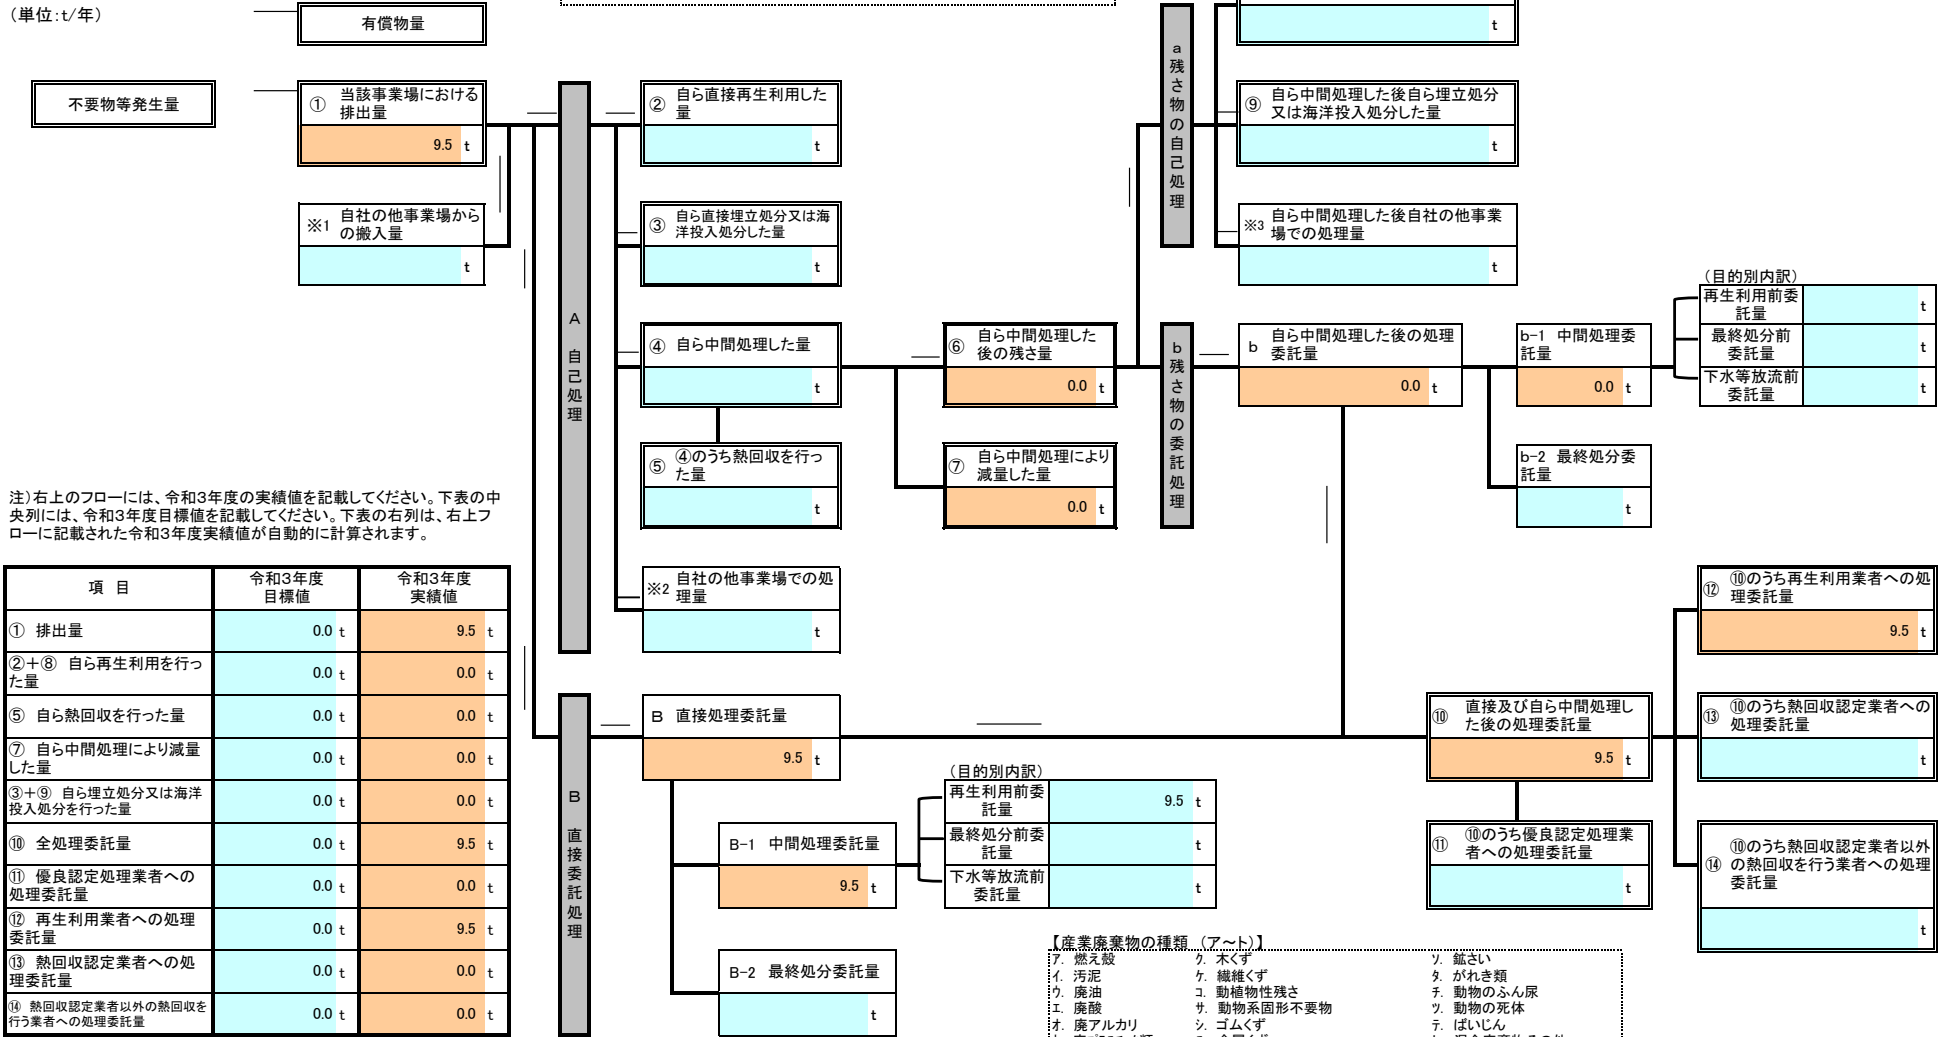 (単位:t/年)
有償物量
t
不要物等発生量
① 当該事業場における
排出量
9.5 t
※1 自社の他事業場から
の搬入量
t
A 自己処理
② 自ら直接再生利用した
量
t
③ 自ら直接埋立処分又は海
洋投入処分した量
t
④ 自ら中間処理した量
t
⑤ ④のうち熱回収を行っ
た量
t
※2 自社の他事業場での処
理量
t
⑥ 自ら中間処理した
後の残さ量
0.0 t
⑦ 自ら中間処理により
減量した量
0.0 t
a 残さ物の自己処理
⑨ 自ら中間処理した後自ら埋立処分
又は海洋投入処分した量
t
※3 自ら中間処理した後自社の他事業
場での処理量
t
b 残さ物の委託処理
b 自ら中間処理した後の処理
委託量
0.0 t
b-1 中間処理委
託量
0.0 t
b-2 最終処分委
託量
t
(目的別内訳)
再生利用前委
託量
t
最終処分前
委託量
t
下水等放流前
委託量
t
注)右上のフローには、令和3年度の実績値を記載してください。下表の中
央列には、令和3年度目標値を記載してください。下表の右列は、右上フ
ローに記載された令和3年度実績値が自動的に計算されます。
項 目 令和3年度 目標値 令和3年度 実績値
① 排出量 0.0 t 9.5 t
②+⑧ 自ら再生利用を行っ
た量 0.0 t 0.0 t
⑤ 自ら熱回収を行った量 0.0 t 0.0 t
⑦ 自ら中間処理により減量
した量 0.0 t 0.0 t
③+⑨ 自ら埋立処分又は海洋
投入処分を行った量 0.0 t 0.0 t
⑩ 全処理委託量 0.0 t 9.5 t
⑪ 優良認定処理業者への
処理委託量 0.0 t 0.0 t
⑫ 再生利用業者への処理
委託量 0.0 t 9.5 t
⑬ 熱回収認定業者への処
理委託量 0.0 t 0.0 t
⑭ 熱回収認定業者以外の熱回収を
行う業者への処理委託量 0.0 t 0.0 t
B 直接委託処理
B 直接処理委託量
9.5 t
B-1 中間処理委託量
9.5 t
B-2 最終処分委託量
t
(目的別内訳)
再生利用前委
託量
9.5 t
最終処分前委
託量
t
下水等放流前
委託量
t
⑩ 直接及び自ら中間処理し
た後の処理委託量
9.5 t
⑪ ⑩のうち優良認定処理業
者への処理委託量
t
⑫ ⑩のうち再生利用業者への処
理委託量
9.5 t
⑬ ⑩のうち熱回収認定業者への
処理委託量
t
⑭ ⑩のうち熱回収認定業者以外
の熱回収を行う業者への処理
委託量
t
【産業廃棄物の種類 (ア~ト)】
ア. 燃え殻 ク. 木くず ソ. 鉱さい
イ. 汚泥 ケ. 繊維くず タ. がれき類
ウ. 廃油 コ. 動植物性残さ チ. 動物のふん尿
エ. 廃酸 サ. 動物系固形不要物 ツ. 動物の死体
オ. 廃アルカリ シ. ゴムくず テ. ばいじん